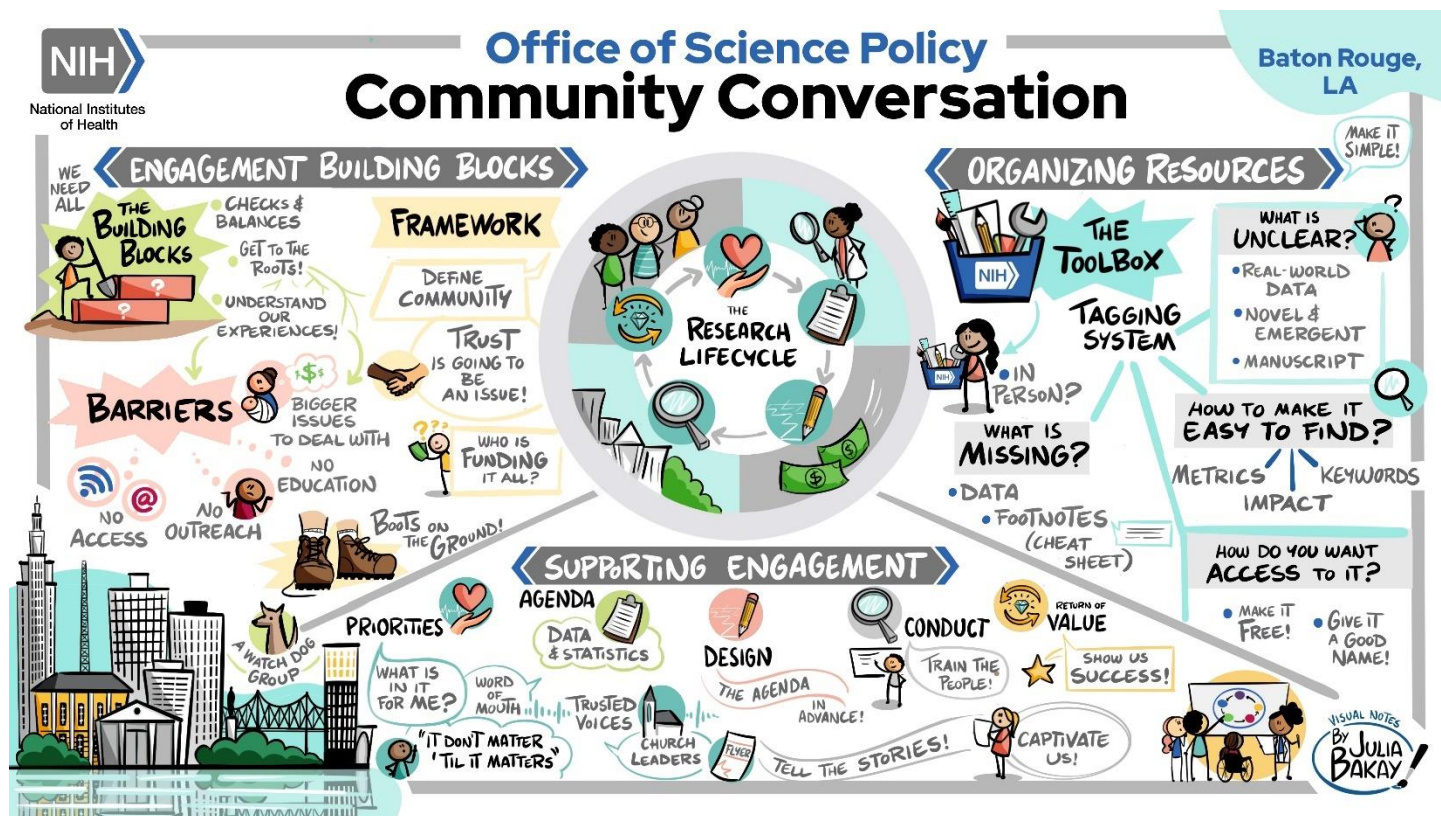 NIH
National Institutes
of Health
Office of Science Policy
Community Conversation
Baton Rouge,
LA
ENGAGEMENT BUILDING BLOCKS
WE
NEED
ALL
THE
BUILDING
BLOCKS
?
?
CHECKS &
BALANCES
GET TO THE
ROOTS!
UNDERSTAND
OUR
EXPERIENCES!
FRAMEWORK
DEFINE
COMMUNITY
TRUST
IS GOING TO
BE
AN ISSUE!
???
WHO IS
FUNDING
IT ALL?
BARRIERS
$$$
BIGGER
ISSUES
TO DEAL WITH
NO
EDUCATION
@
NO
ACCESS
NO
OUTREACH
BOOTS ON
THE GROUND!
A WATCH DOG
GROUP
THE
RESEARCH
LIFECYCLE
$
$
ORGANIZING RESOURCES
MAKE IT
SIMPLE!
NIH
THE
TOOLBOX
TAGGING
SYSTEM
NIH
IN
PERSON?
WHAT IS
UNCLEAR?
?
REAL-WORLD
DATA
NOVEL &
EMERGENT
MANUSCRIPT
WHAT IS
MISSING?
DATA
FOOTNOTES
(CHEAT
SHEET)
HOW TO MAKE IT
EASY TO FIND?
METRICS
IMPACT
KEYWORDS
HOW DO YOU WANT
ACCESS TO IT?
MAKE IT
FREE!
GIVE IT
A GOOD
NAME!
SUPPORTING ENGAGEMENT
PRIORITIES
WHAT IS
IN IT
FOR ME?
WORD
OF
MOUTH
"IT DON'T MATTER
'TIL IT MATTERS"
AGENDA
DATA
& STATISTICS
TRUSTED
VOICES
CHURCH
LEADERS
DESIGN
THE AGENDA
IN
ADVANCE!
FLYER
TELL THE STORIES!
CONDUCT
TRAIN THE
PEOPLE!
CAPTIVATE
US!
RETURN OF
VALUE
SHOW US
SUCCESS!
VISUAL NOTES
BY JULIA
BAKAY